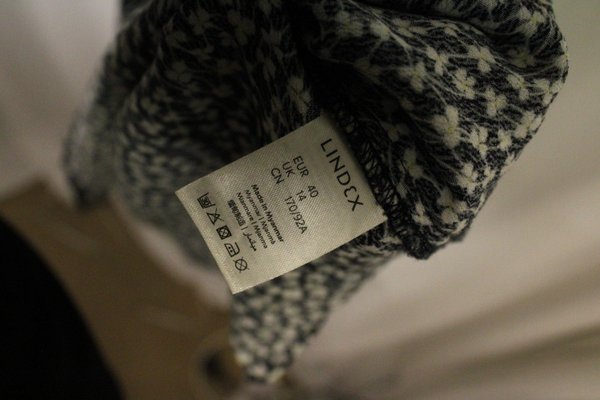 LINDEX
EUR 40
UK 14
CN 170/92A
Made in Myanmar